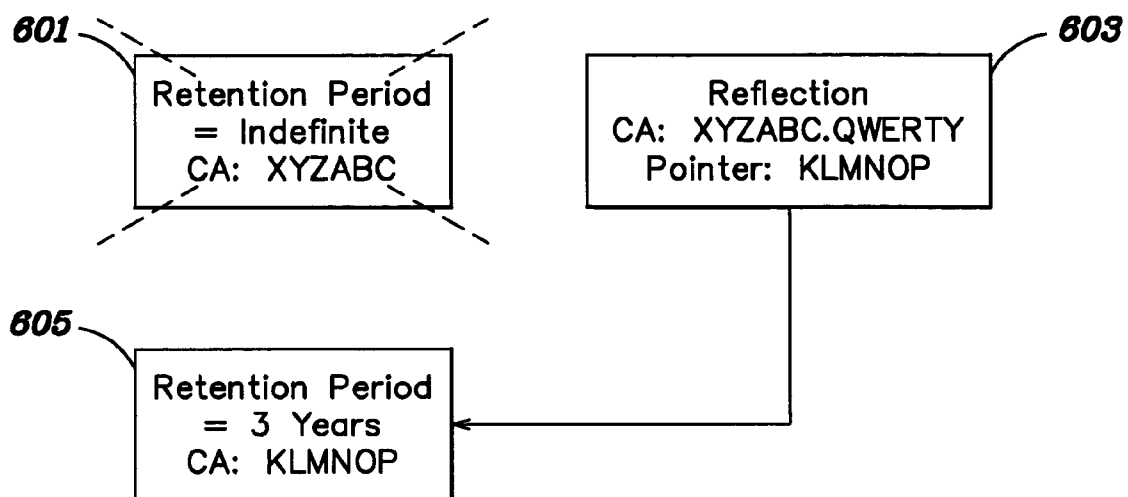 601
Retention Period
= Indefinite
CA: XYZABC
603
Reflection
CA: XYZABC.QWERTY
Pointer: KLMNOP
605
Retention Period
= 3 Years
CA: KLMNOP